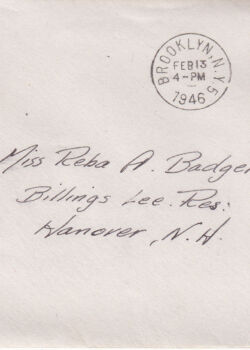 BROOKLYN, N.Y. 5
FEB 13
4-PM
1946
Miss Reba A. Badger
Billings Lee. Res:
Hanover, N.H.